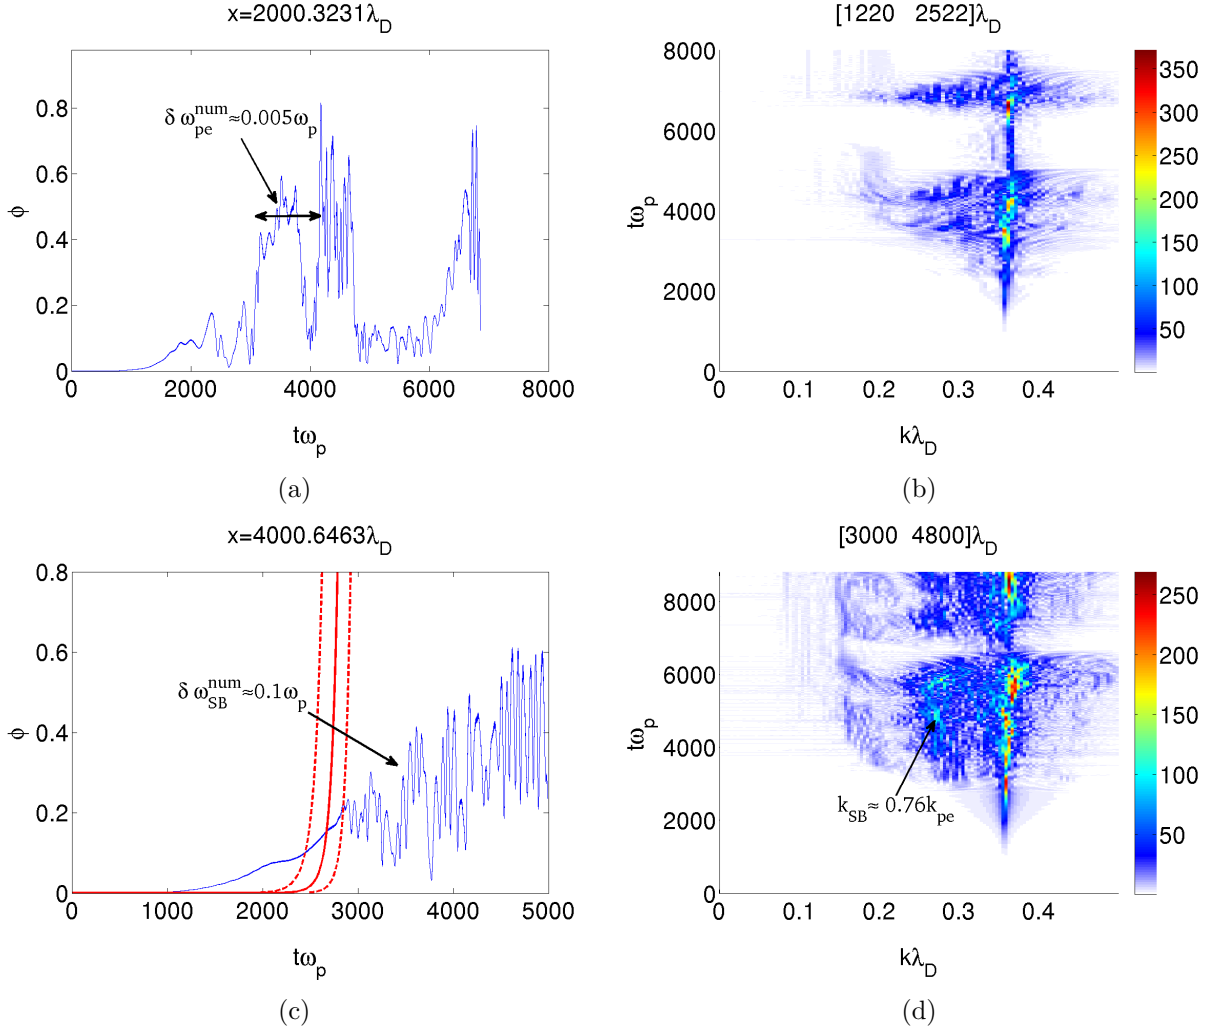 x=2000.3231λ_D
ϕ
0.8
0.6
0.4
0.2
0
δ ω_pe^num≈0.005ω_p
0 2000 4000 6000 8000
tω_p
(a)
[1220 2522]λ_D
tω_p
8000
6000
4000
2000
0
0 0.1 0.2 0.3 0.4
kλ_D
350
300
250
200
150
100
50
(b)
x=4000.6463λ_D
ϕ
0.8
0.6
0.4
0.2
0
δ ω_SB^num≈0.1ω_p
0 1000 2000 3000 4000 5000
tω_p
(c)
[3000 4800]λ_D
tω_p
8000
6000
4000
2000
0
k_SB≈ 0.76k_pe
0 0.1 0.2 0.3 0.4
kλ_D
250
200
150
100
50
(d)